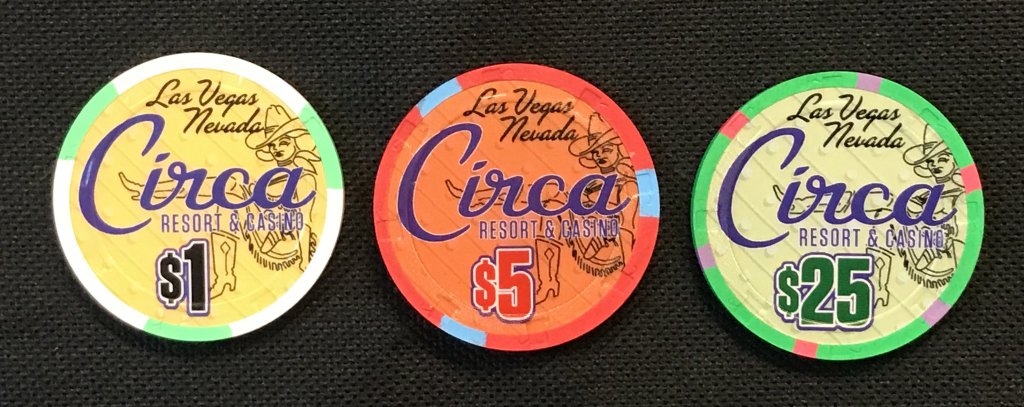 Las Vegas
Nevada
Circa
RESORT & CASINO
$1
Las Vegas
Nevada
Circa
RESORT & CASINO
$5
Las Vegas
Nevada
Circa
RESORT & CASINO
$25